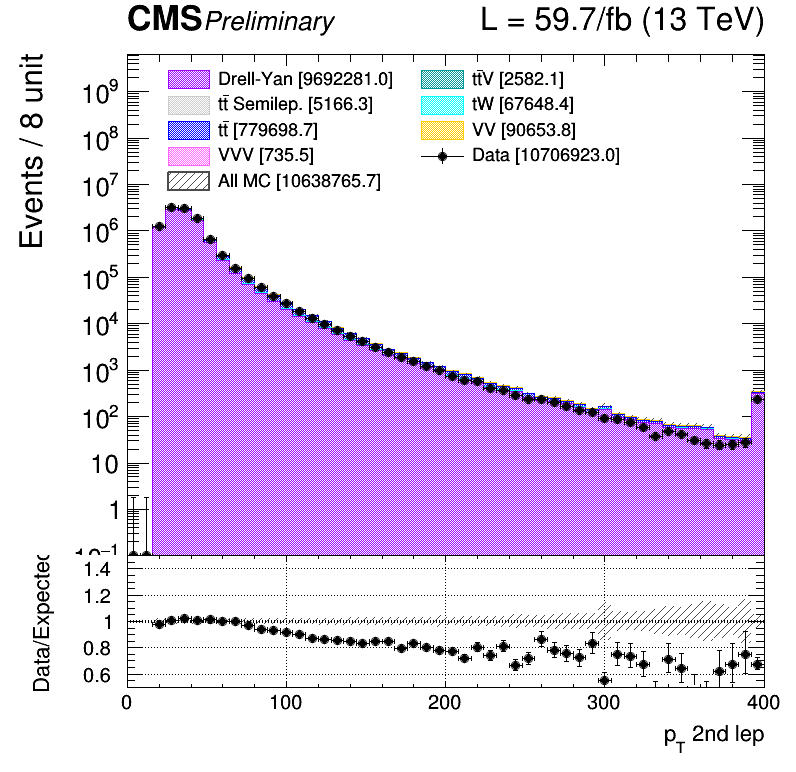 CMS Preliminary L = 59.7/fb (13 TeV)
Events / 8 unit
Drell-Yan [9692281.0]
tt̄ Semilep. [5166.3]
tt̄ [779698.7]
VVV [735.5]
All MC [10638765.7]
tt̄V [2582.1]
tW [67648.4]
VV [90653.8]
Data [10706923.0]
10⁹
10⁸
10⁷
10⁶
10⁵
10⁴
10³
10²
10
1
10⁻¹
Data/Expected
1.4
1.2
1
0.8
0.6
0 100 200 300 400
p_T 2nd lep